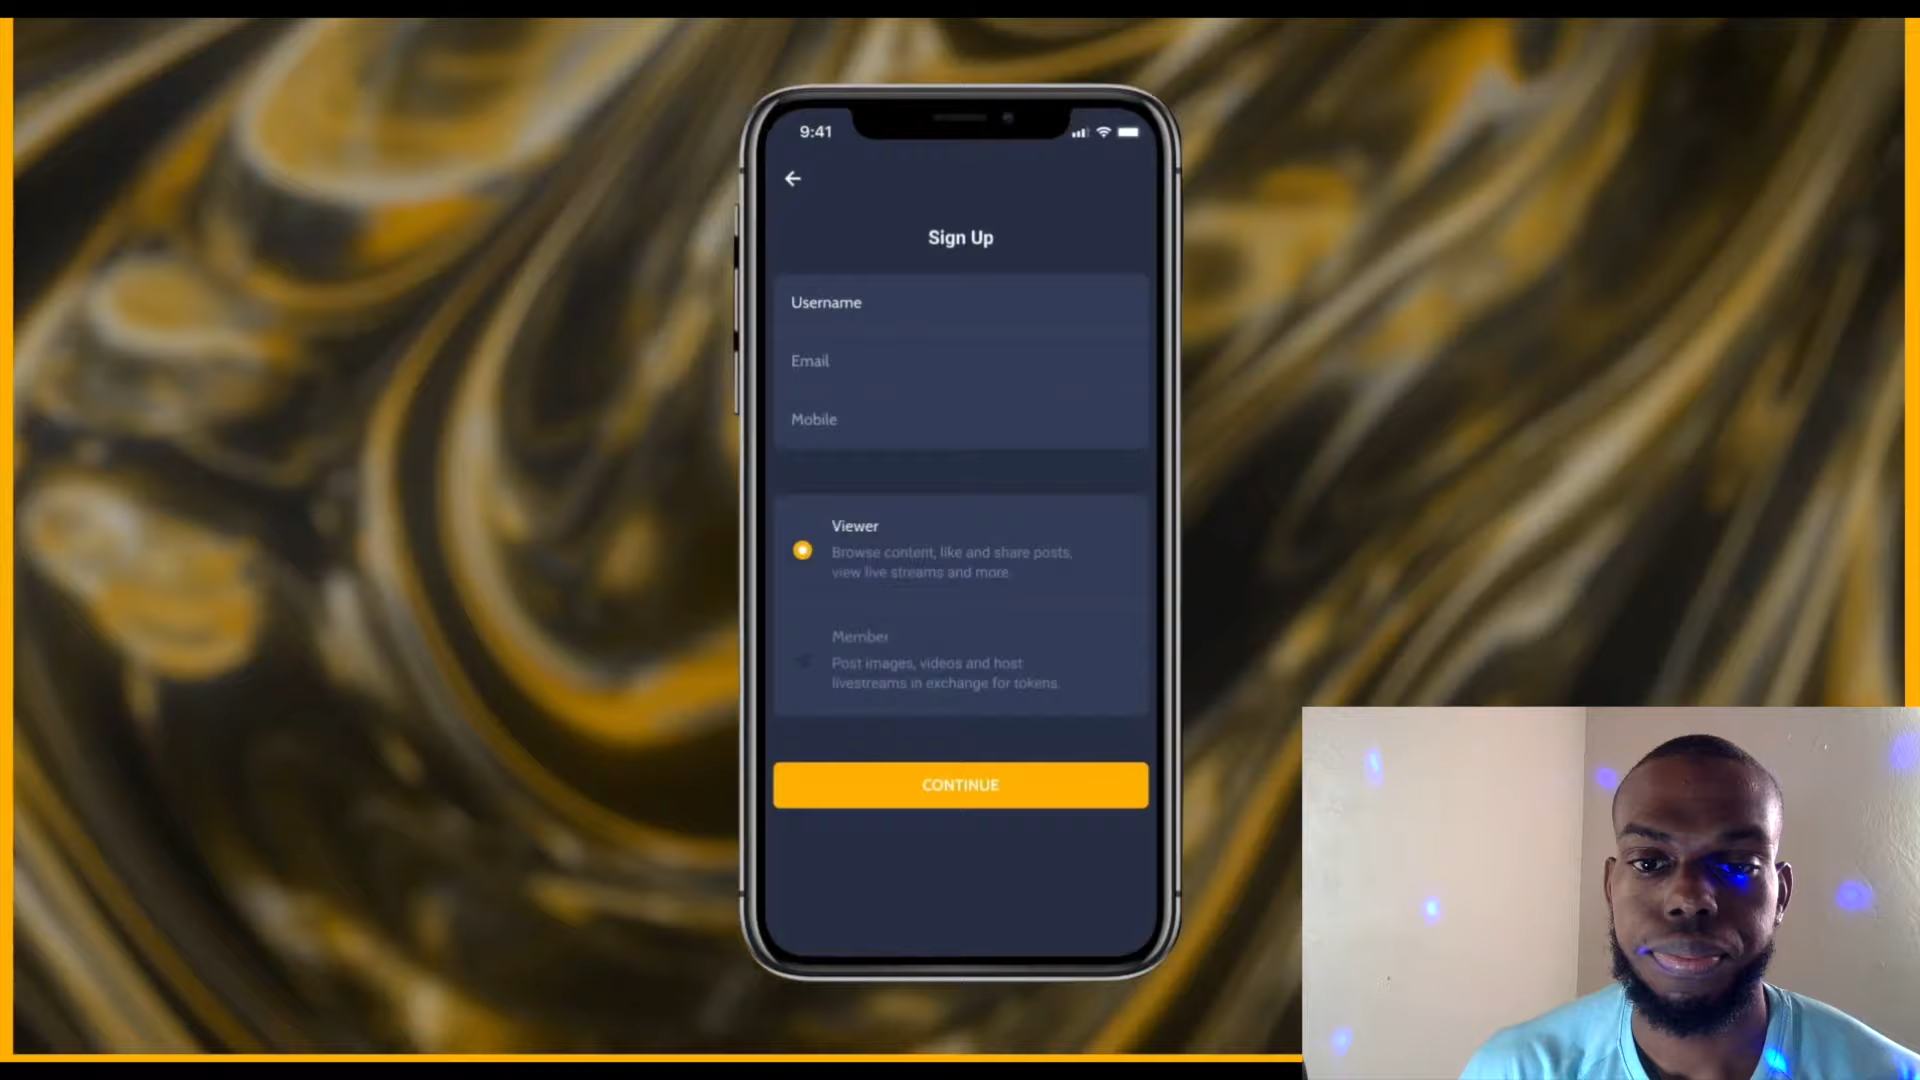 9:41
Sign Up
Username
Email
Mobile
Viewer
Browse content, like and share posts,
view live streams and more
Member
Post images, videos and host
livestreams in exchange for tokens.
CONTINUE